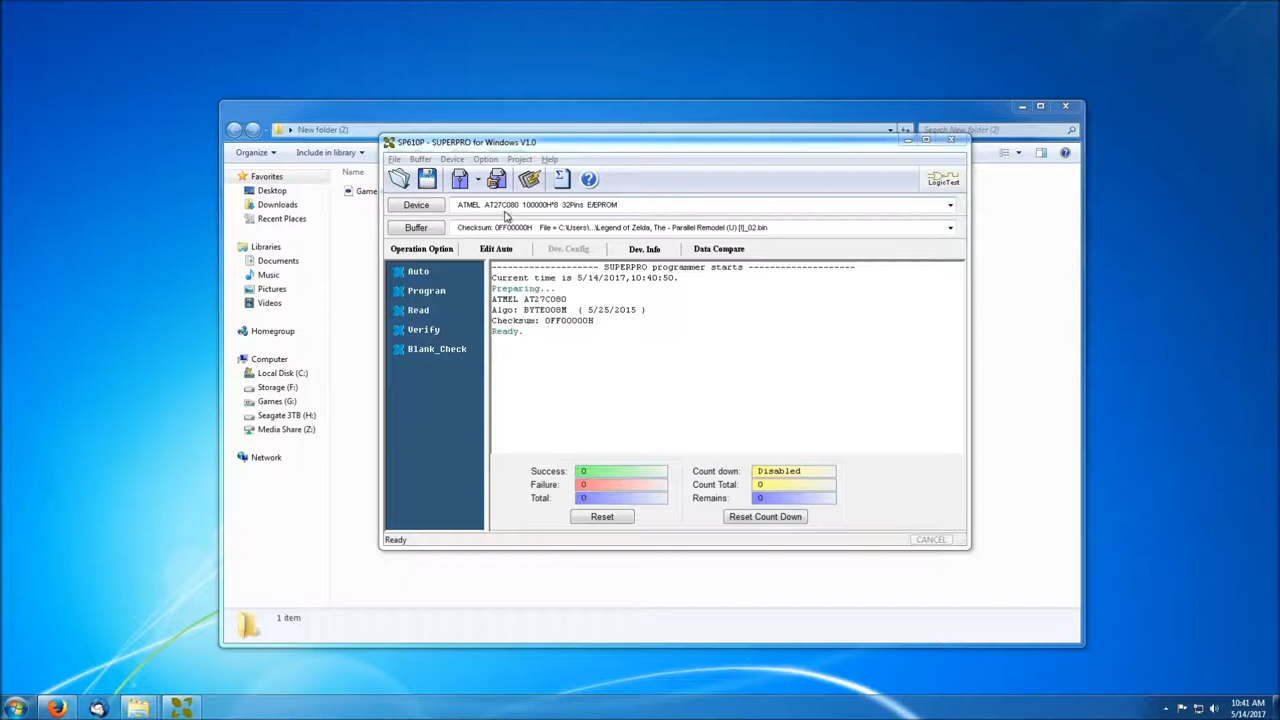 New folder (2)
Search New folder (2)
Organize
Include in library
SP610P - SUPERPRO for Windows V1.0
File Buffer Device Option Project Help
LogicTest
Device
ATMEL AT27C080 100000H*8 32Pins E/EPROM
Buffer
Checksum: 0FF00000H File = C:\Users\...\Legend of Zelda, The - Parallel Remodel (U) [!]_02.bin
Operation Option
Edit Auto
Dev. Config.
Dev. Info
Data Compare
Auto
Program
Read
Verify
Blank_Check
-------------------- SUPERPRO programmer starts --------------------
Current time is 5/14/2017,10:40:50.
Preparing...
ATMEL AT27C080
Algo: BYTE008M ( 5/25/2015 )
Checksum: 0FF00000H
Ready.
Success: 0
Failure: 0
Total: 0
Reset
Count down: Disabled
Count Total: 0
Remains: 0
Reset Count Down
Ready
CANCEL
Favorites
Desktop
Downloads
Recent Places
Libraries
Documents
Music
Pictures
Videos
Homegroup
Computer
Local Disk (C:)
Storage (F:)
Games (G:)
Seagate 3TB (H:)
Media Share (Z:)
Network
Name
Game
1 item
10:41 AM
5/14/2017